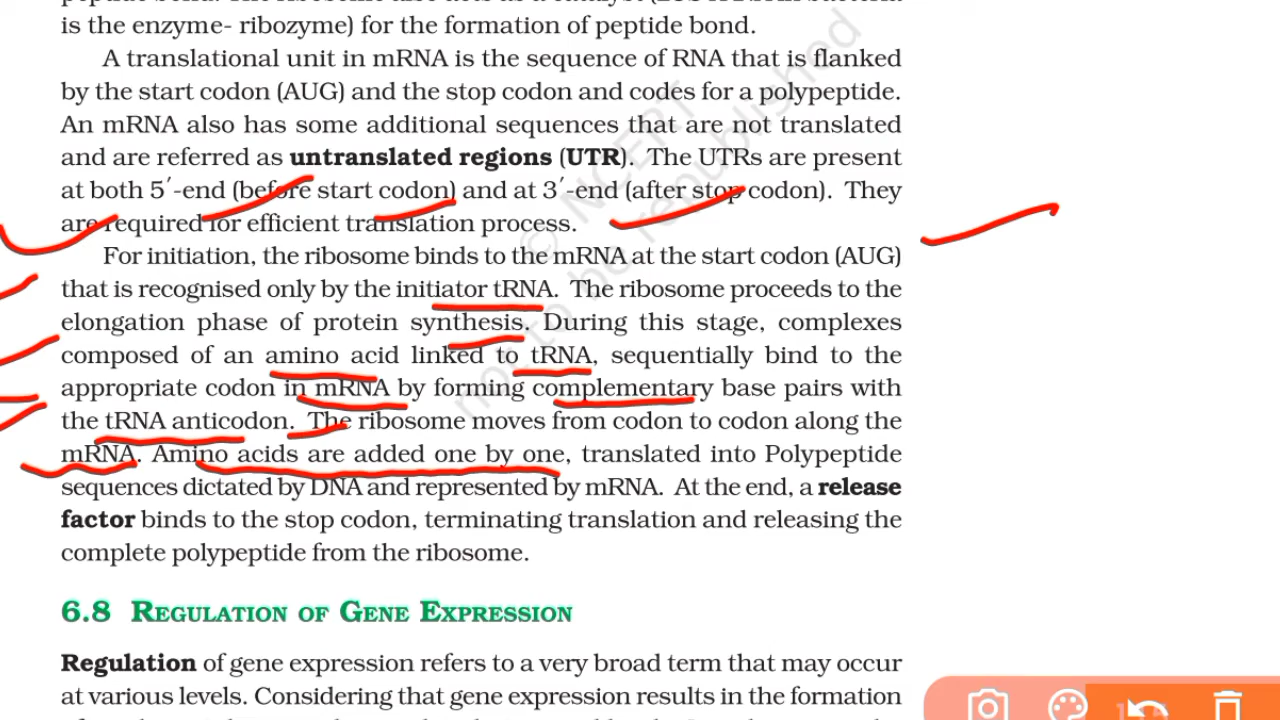 is the enzyme- ribozyme) for the formation of peptide bond.
A translational unit in mRNA is the sequence of RNA that is flanked
by the start codon (AUG) and the stop codon and codes for a polypeptide.
An mRNA also has some additional sequences that are not translated
and are referred as untranslated regions (UTR). The UTRs are present
at both 5′-end (before start codon) and at 3′-end (after stop codon). They
are required for efficient translation process.
For initiation, the ribosome binds to the mRNA at the start codon (AUG)
that is recognised only by the initiator tRNA. The ribosome proceeds to the
elongation phase of protein synthesis. During this stage, complexes
composed of an amino acid linked to tRNA, sequentially bind to the
appropriate codon in mRNA by forming complementary base pairs with
the tRNA anticodon. The ribosome moves from codon to codon along the
mRNA. Amino acids are added one by one, translated into Polypeptide
sequences dictated by DNA and represented by mRNA. At the end, a release
factor binds to the stop codon, terminating translation and releasing the
complete polypeptide from the ribosome.
6.8 REGULATION OF GENE EXPRESSION
Regulation of gene expression refers to a very broad term that may occur
at various levels. Considering that gene expression results in the formation
© NCERT
not to be republished